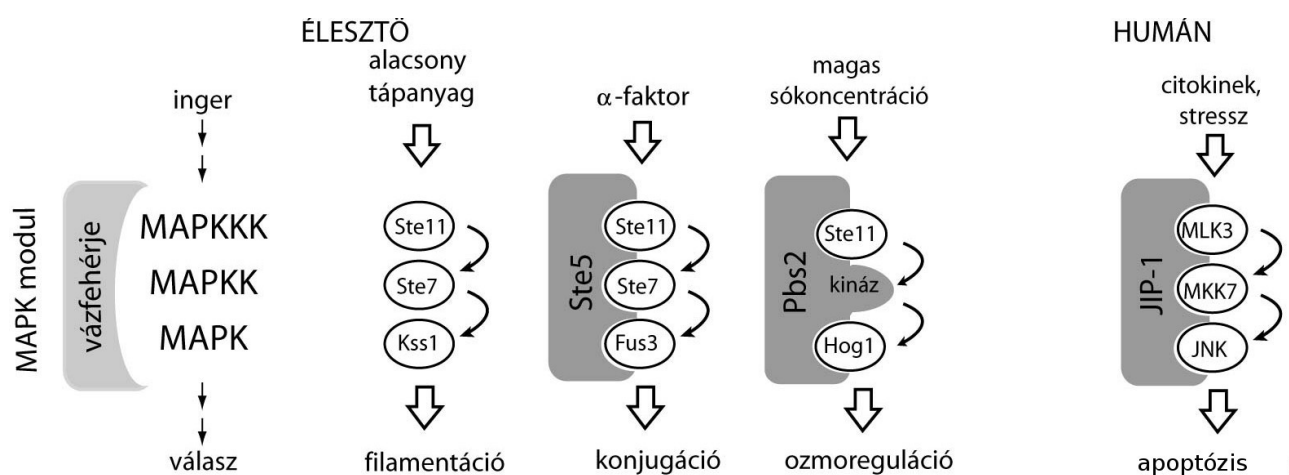 ÉLESZTÖ
HUMÁN
MAPK modul
inger
vázfehérje
MAPKKK
MAPKK
MAPK
válasz
alacsony
tápanyag
Ste11
Ste7
Kss1
filamentáció
α-faktor
Ste5
Ste11
Ste7
Fus3
konjugáció
magas
sókoncentráció
Pbs2
Ste11
kináz
Hog1
ozmoreguláció
citokinek,
stressz
JIP-1
MLK3
MKK7
JNK
apoptózis